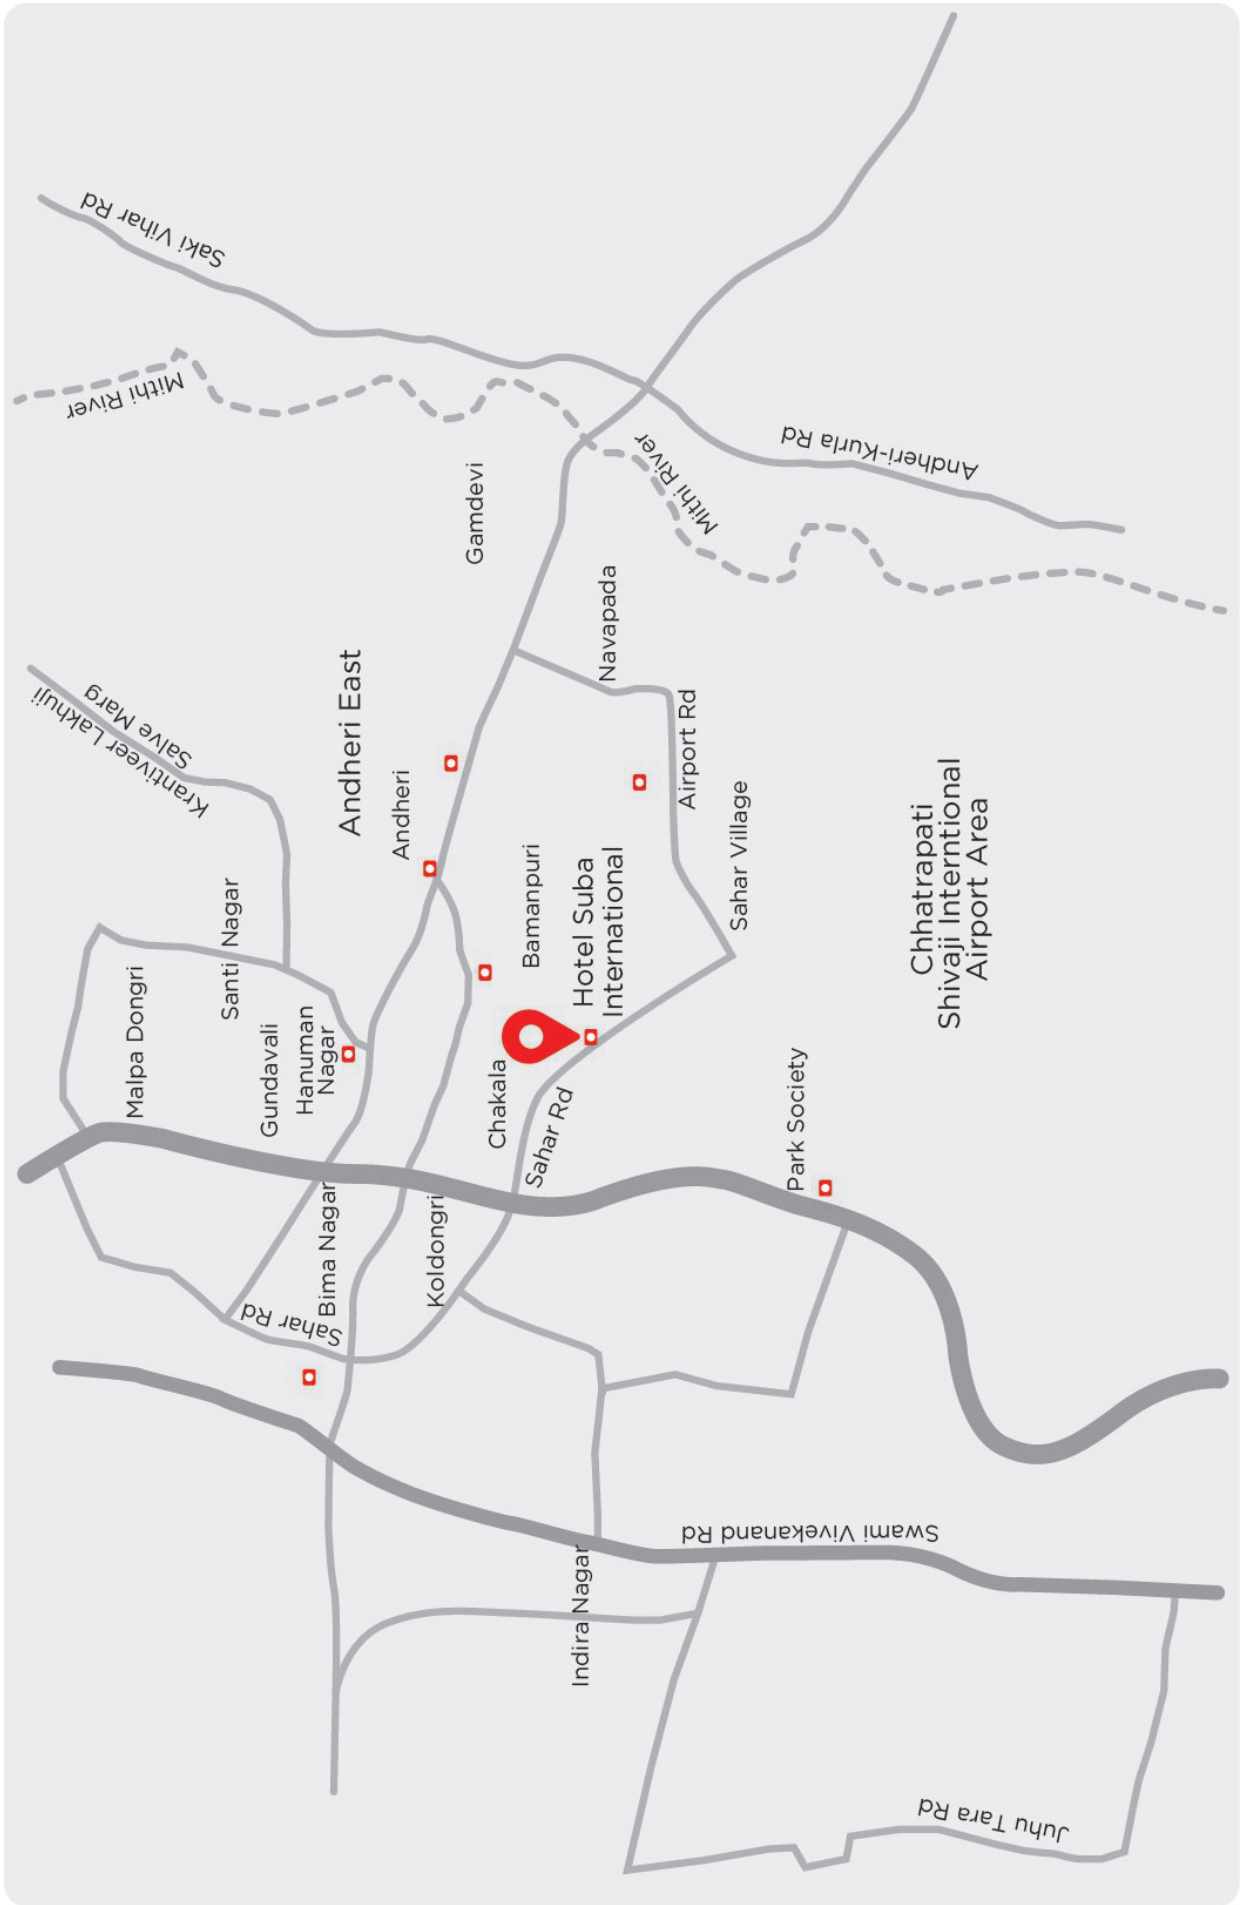 Krantiveer Lakhuji
Salve Marg
Mithi River
Saki Vihar Rd
Malpa Dongri
Santi Nagar
Gundavali
Sahar Rd
Hanuman
Nagar
Bima Nagar
Andheri East
Andheri
Koldongri
Gamdevi
Chakala
Bamanpuri
Sahar Rd
Indira Nagar
Hotel Suba
International
Navapada
Mithi River
Airport Rd
Sahar Village
Park Society
Swami Vivekanand Rd
Andheri-Kurla Rd
Chhatrapati
Shivaji Interntional
Airport Area
Juhu Tara Rd